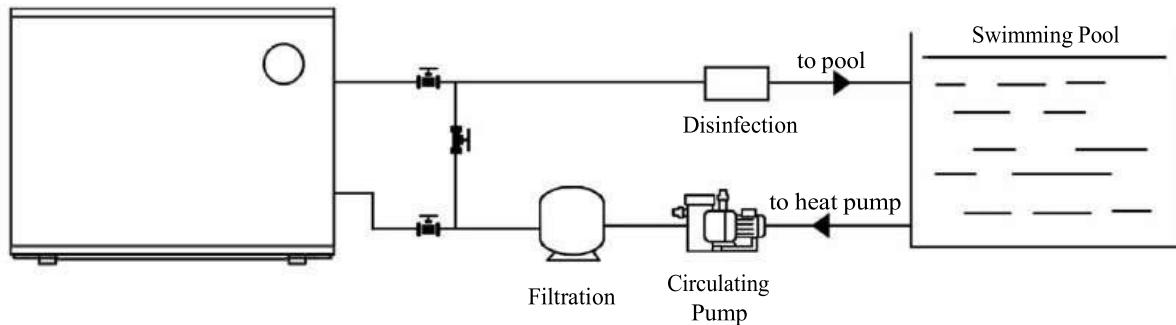 Swimming Pool
to pool
Disinfection
to heat pump
Filtration
Circulating
Pump